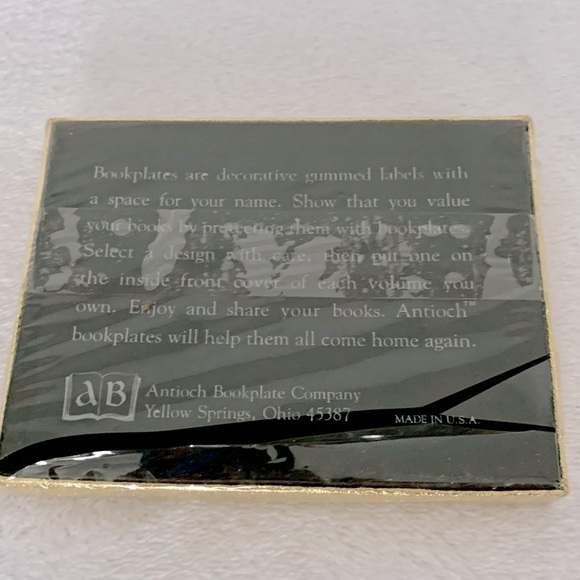 Bookplates are decorative gummed labels with
a space for your name. Show that you value
your books by protecting them with bookplates.
Select a design with care, then put one on
the inside front cover of each volume you
own. Enjoy and share your books. Antioch™
bookplates will help them all come home again.
aB Antioch Bookplate Company
Yellow Springs, Ohio 45387
MADE IN U.S.A.